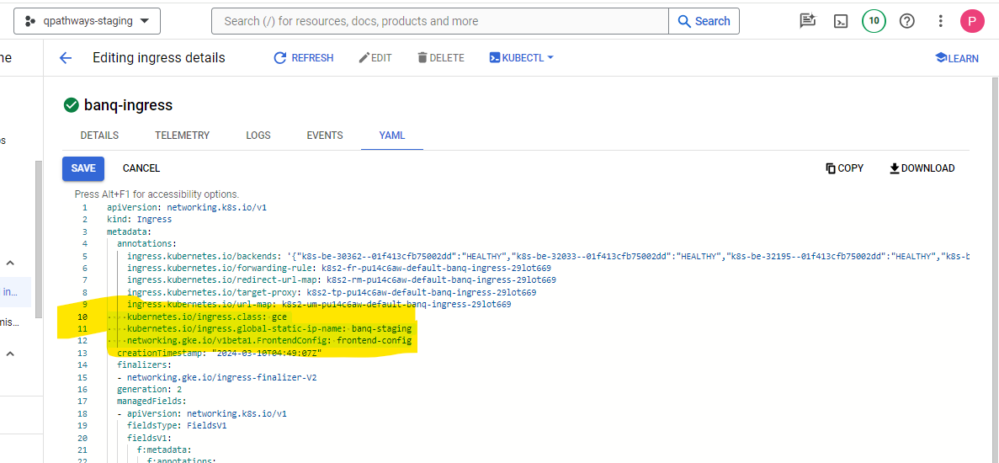 qpathways-staging
Search (/) for resources, docs, products and more
Search
10
P
ne
Editing ingress details
REFRESH
EDIT
DELETE
KUBECTL
LEARN
banq-ingress
DETAILS
TELEMETRY
LOGS
EVENTS
YAML
SAVE
CANCEL
COPY
DOWNLOAD
Press Alt+F1 for accessibility options.
1 apiVersion: networking.k8s.io/v1
2 kind: Ingress
3 metadata:
4 annotations:
5 ingress.kubernetes.io/backends: '{"k8s-be-30362--01f413cfb75002dd":"HEALTHY","k8s-be-32033--01f413cfb75002dd":"HEALTHY","k8s-be-32195--01f413cfb75002dd":"HEALTHY","k8s-b
6 ingress.kubernetes.io/forwarding-rule: k8s2-fr-pu14c6aw-default-banq-ingress-29lot669
7 ingress.kubernetes.io/redirect-url-map: k8s2-rm-pu14c6aw-default-banq-ingress-29lot669
8 ingress.kubernetes.io/target-proxy: k8s2-tp-pu14c6aw-default-banq-ingress-29lot669
9 ingress.kubernetes.io/url-map: k8s2-um-pu14c6aw-default-banq-ingress-29lot669
10 kubernetes.io/ingress.class: gce
11 kubernetes.io/ingress.global-static-ip-name: banq-staging
12 networking.gke.io/v1beta1.FrontendConfig: frontend-config
13 creationTimestamp: "2024-03-10T04:49:07Z"
14 finalizers:
15 - networking.gke.io/ingress-finalizer-V2
16 generation: 2
17 managedFields:
18 - apiVersion: networking.k8s.io/v1
19 fieldsType: FieldsV1
20 fieldsV1:
21 f:metadata:
22 f:annotations:
os
in...
mis...